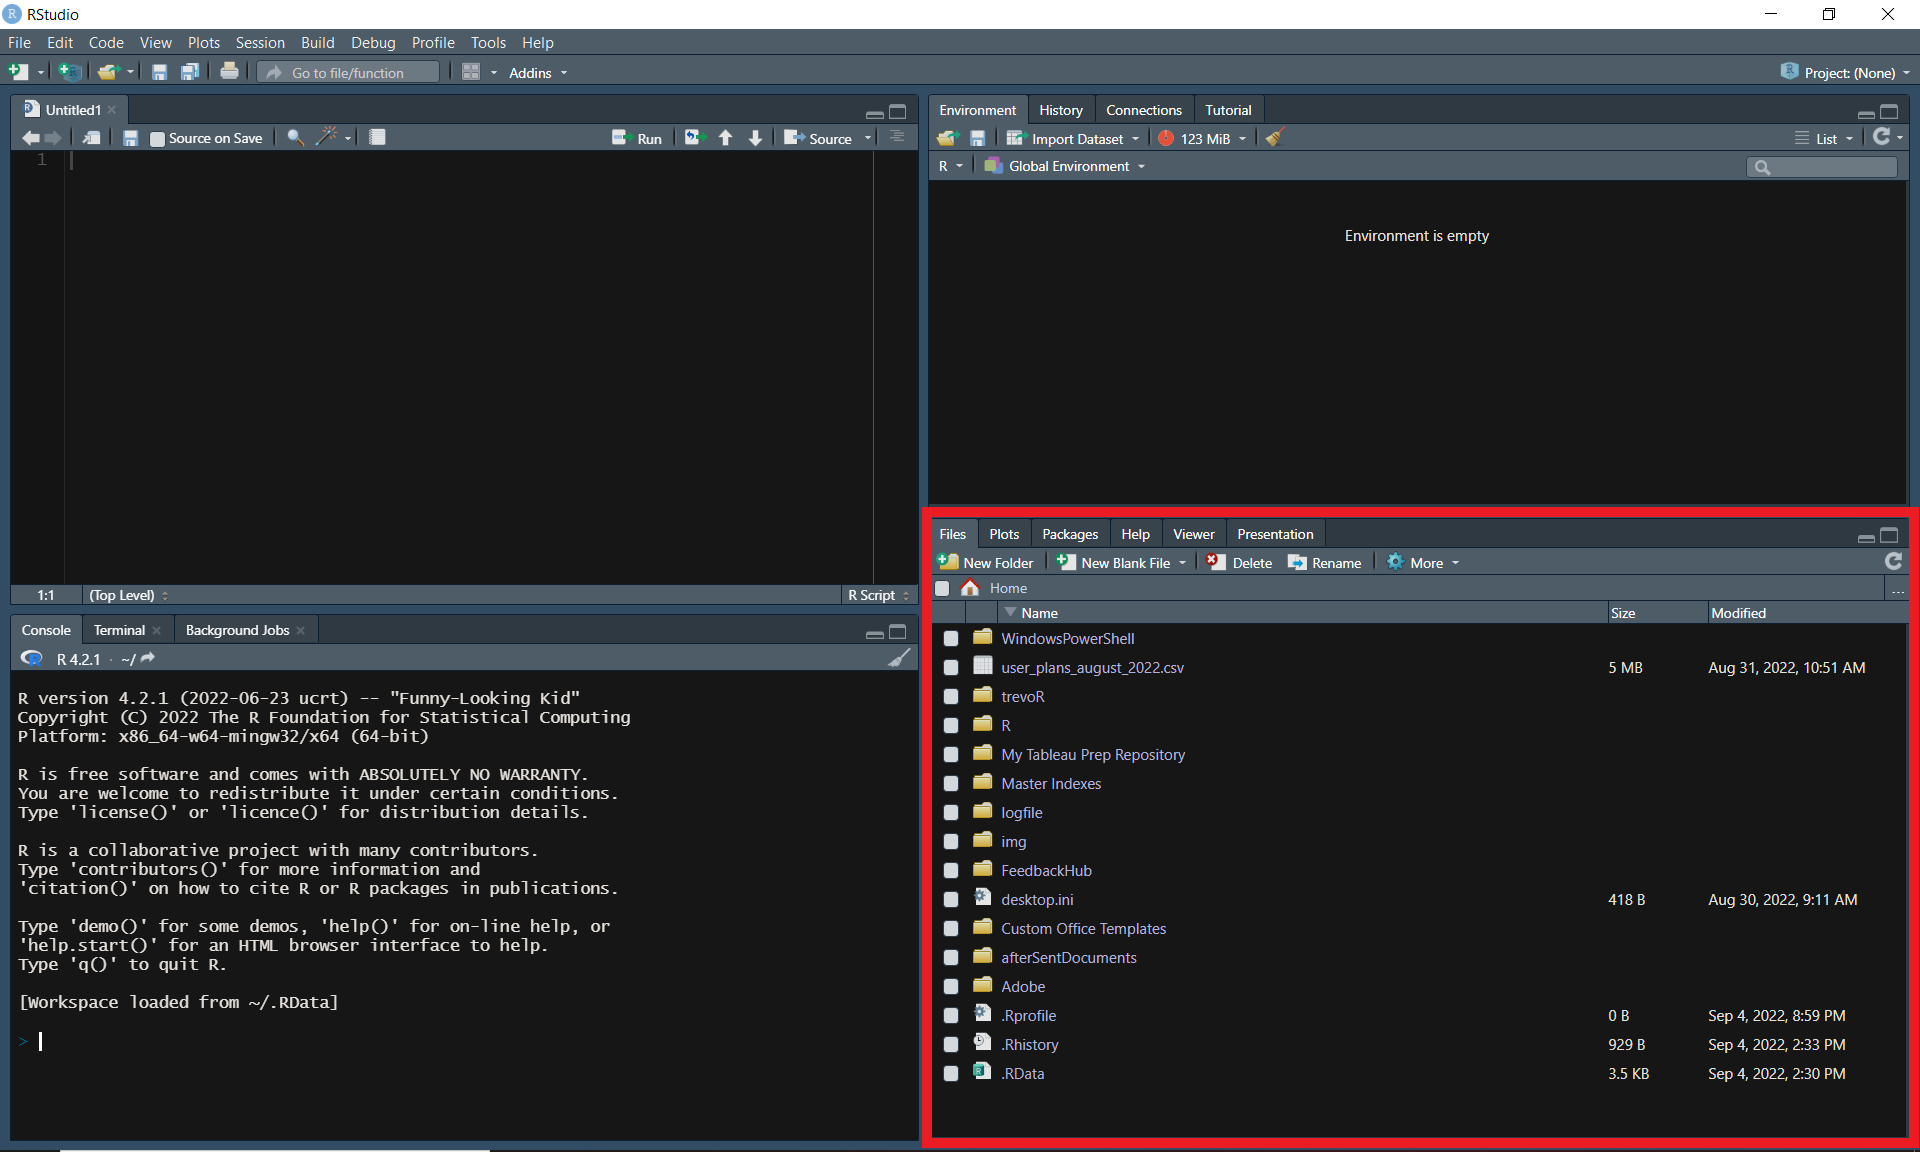 RStudio
File Edit Code View Plots Session Build Debug Profile Tools Help
Go to file/function Addins Project: (None)
Untitled1
Source on Save Run Source
1
1:1 (Top Level) R Script
Console Terminal Background Jobs
R 4.2.1 · ~/
R version 4.2.1 (2022-06-23 ucrt) -- "Funny-Looking Kid"
Copyright (C) 2022 The R Foundation for Statistical Computing
Platform: x86_64-w64-mingw32/x64 (64-bit)
R is free software and comes with ABSOLUTELY NO WARRANTY.
You are welcome to redistribute it under certain conditions.
Type 'license()' or 'licence()' for distribution details.
R is a collaborative project with many contributors.
Type 'contributors()' for more information and
'citation()' on how to cite R or R packages in publications.
Type 'demo()' for some demos, 'help()' for on-line help, or
'help.start()' for an HTML browser interface to help.
Type 'q()' to quit R.
[Workspace loaded from ~/.RData]
>
Environment History Connections Tutorial
Import Dataset 123 MiB List
R Global Environment
Environment is empty
Files Plots Packages Help Viewer Presentation
New Folder New Blank File Delete Rename More
Home ...
Name Size Modified
WindowsPowerShell
user_plans_august_2022.csv 5 MB Aug 31, 2022, 10:51 AM
trevoR
R
My Tableau Prep Repository
Master Indexes
logfile
img
FeedbackHub
desktop.ini 418 B Aug 30, 2022, 9:11 AM
Custom Office Templates
afterSentDocuments
Adobe
.Rprofile 0 B Sep 4, 2022, 8:59 PM
.Rhistory 929 B Sep 4, 2022, 2:33 PM
.RData 3.5 KB Sep 4, 2022, 2:30 PM